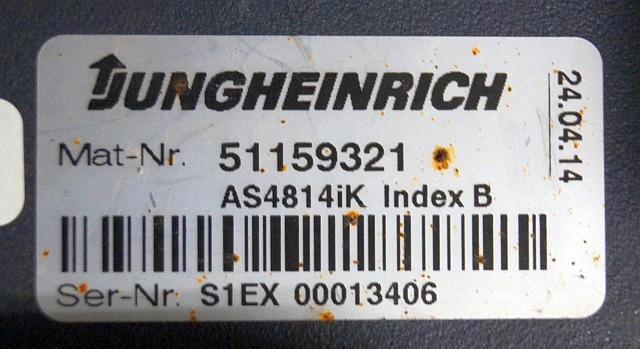 JUNGHEINRICH
Mat-Nr. 51159321
AS4814iK Index B
Ser-Nr. S1EX 00013406
24.04.14